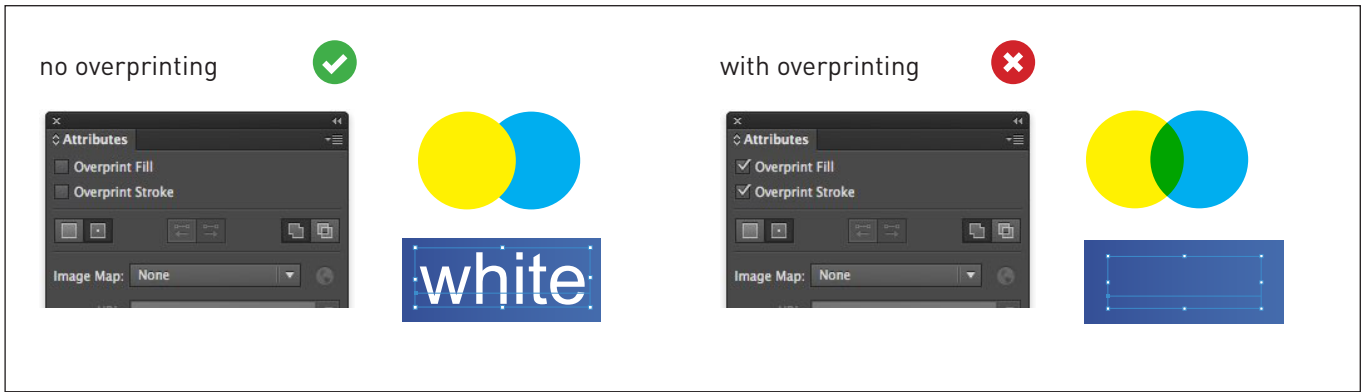 no overprinting
Attributes
Overprint Fill
Overprint Stroke
Image Map: None
white
with overprinting
Attributes
Overprint Fill
Overprint Stroke
Image Map: None